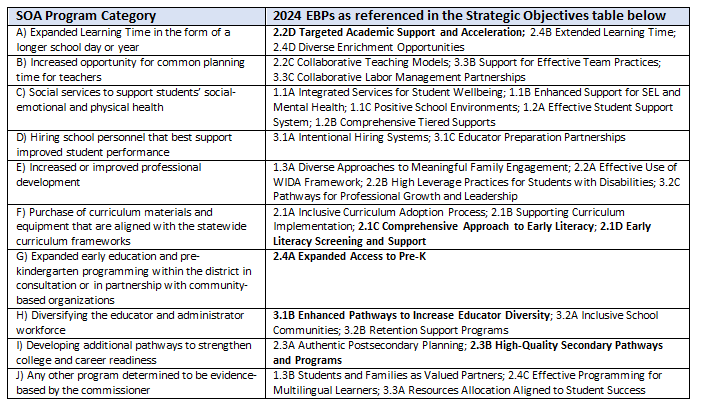 SOA Program Category
2024 EBPs as referenced in the Strategic Objectives table below
A) Expanded Learning Time in the form of a
longer school day or year
2.2D Targeted Academic Support and Acceleration; 2.4B Extended Learning Time;
2.4D Diverse Enrichment Opportunities
B) Increased opportunity for common planning
time for teachers
2.2C Collaborative Teaching Models; 3.3B Support for Effective Team Practices;
3.3C Collaborative Labor Management Partnerships
C) Social services to support students' social-
emotional and physical health
1.1A Integrated Services for Student Wellbeing; 1.1B Enhanced Support for SEL and
Mental Health; 1.1C Positive School Environments; 1.2A Effective Student Support
System; 1.2B Comprehensive Tiered Supports
D) Hiring school personnel that best support
improved student performance
3.1A Intentional Hiring Systems; 3.1C Educator Preparation Partnerships
E) Increased or improved professional
development
1.3A Diverse Approaches to Meaningful Family Engagement; 2.2A Effective Use of
WIDA Framework; 2.2B High Leverage Practices for Students with Disabilities; 3.2C
Pathways for Professional Growth and Leadership
F) Purchase of curriculum materials and
equipment that are aligned with the statewide
curriculum frameworks
2.1A Inclusive Curriculum Adoption Process; 2.1B Supporting Curriculum
Implementation; 2.1C Comprehensive Approach to Early Literacy; 2.1D Early
Literacy Screening and Support
G) Expanded early education and pre-
kindergarten programming within the district in
consultation or in partnership with community-
based organizations
2.4A Expanded Access to Pre-K
H) Diversifying the educator and administrator
workforce
3.1B Enhanced Pathways to Increase Educator Diversity; 3.2A Inclusive School
Communities; 3.2B Retention Support Programs
I) Developing additional pathways to strengthen
college and career readiness
2.3A Authentic Postsecondary Planning; 2.3B High-Quality Secondary Pathways
and Programs
J) Any other program determined to be evidence-
based by the commissioner
1.3B Students and Families as Valued Partners; 2.4C Effective Programming for
Multilingual Learners; 3.3A Resources Allocation Aligned to Student Success